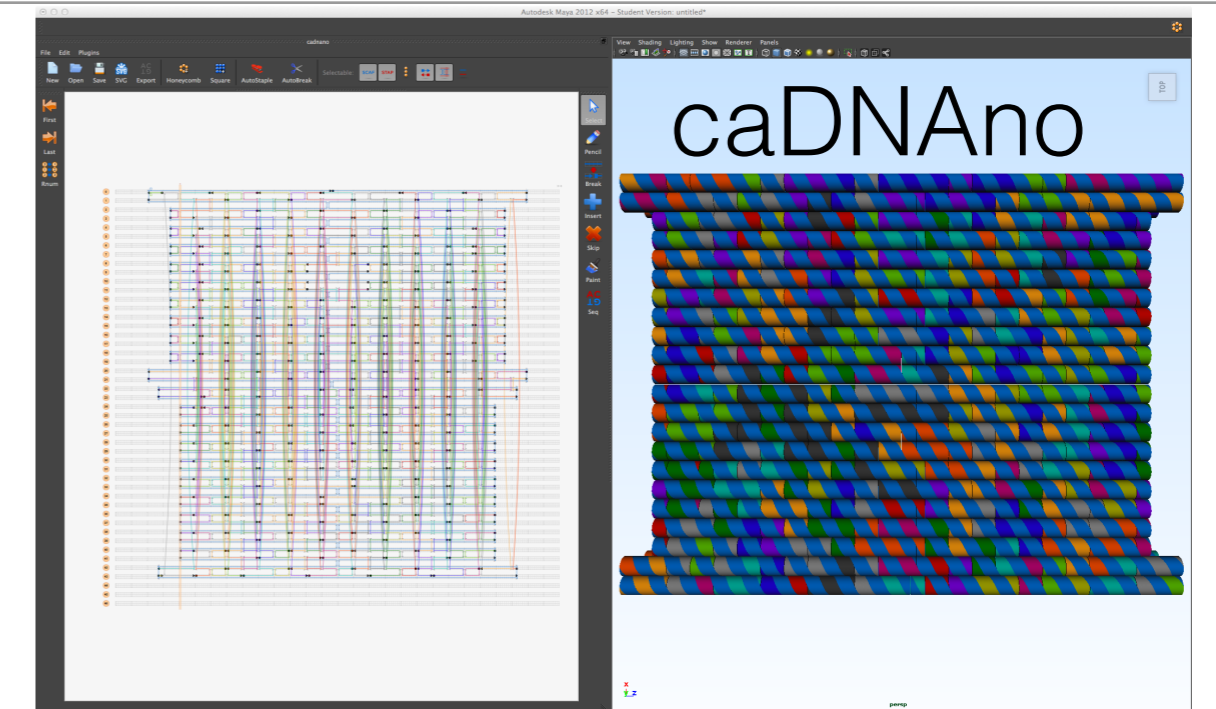 Autodesk Maya 2012 x64 – Student Version: untitled*
cadnano
File Edit Plugins
New Open Save SVG Export Honeycomb Square AutoStaple AutoBreak Selectable:
First
Last
Rnum
Select
Pencil
Break
Insert
Skip
Paint
Seq
View Shading Lighting Show Renderer Panels
caDNAno
TOP
x
z
persp